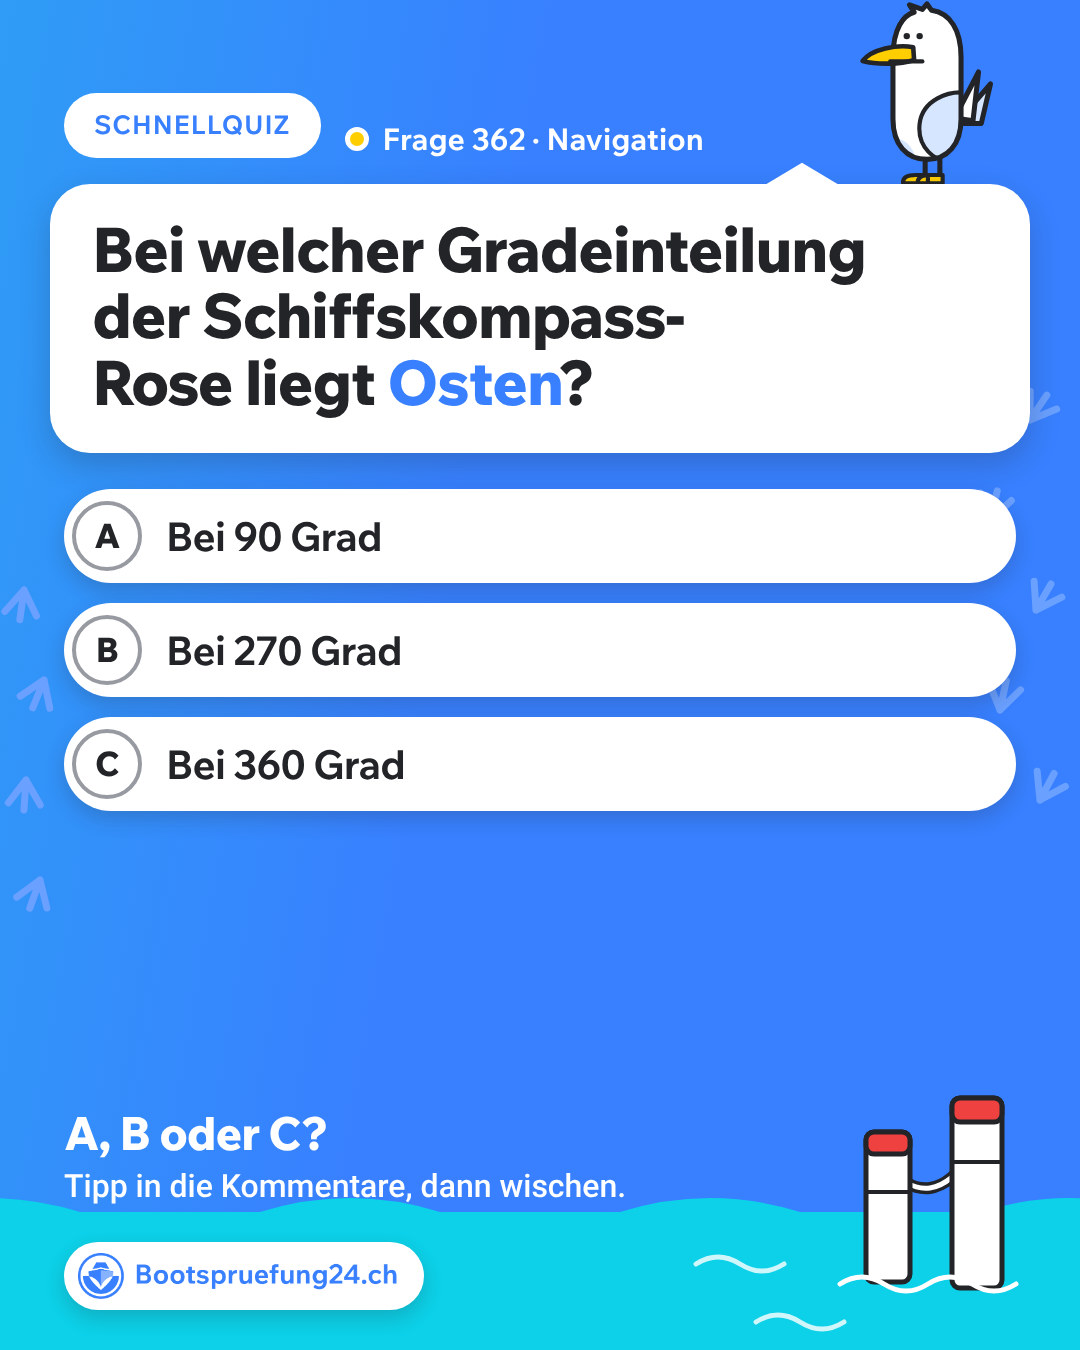 SCHNELLQUIZ
Frage 362 · Navigation
Bei welcher Gradeinteilung
der Schiffskompass-
Rose liegt Osten?
A Bei 90 Grad
B Bei 270 Grad
C Bei 360 Grad
A, B oder C?
Tipp in die Kommentare, dann wischen.
Bootspruefung24.ch